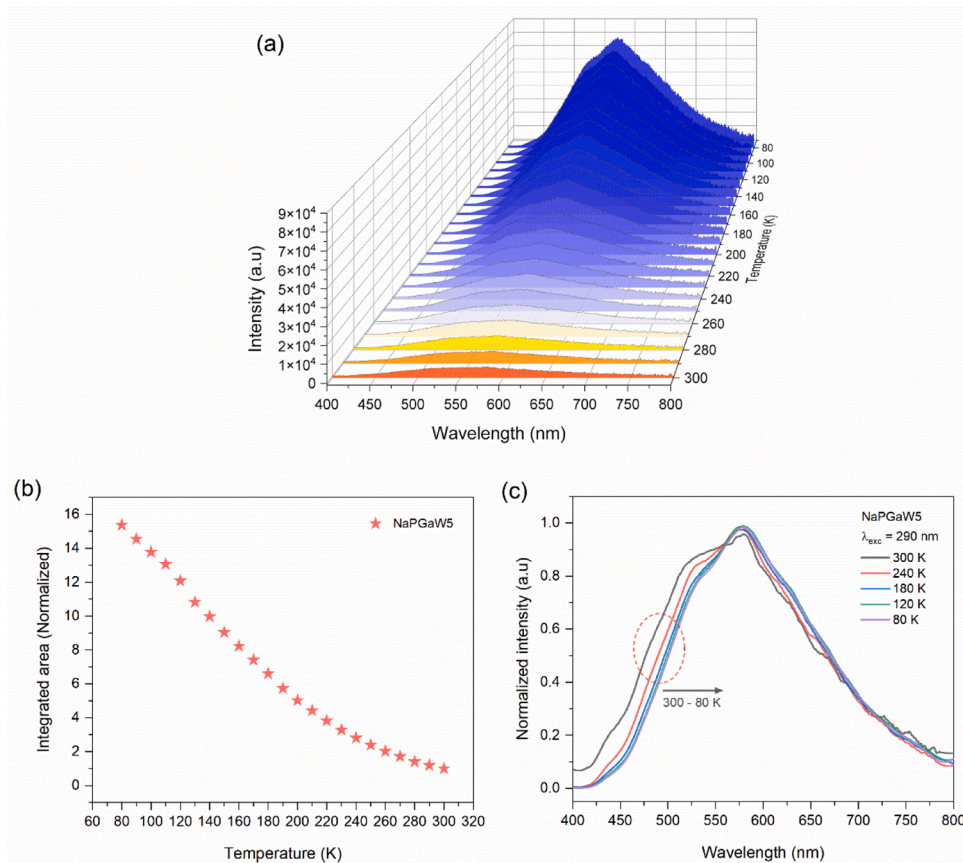 (a)
9×10⁴
8×10⁴
7×10⁴
6×10⁴
5×10⁴
4×10⁴
3×10⁴
2×10⁴
1×10⁴
0
Intensity (a.u)
400 450 500 550 600 650 700 750 800
Wavelength (nm)
80
100
120
140
160
180
200
220
240
260
280
300
Temperature (K)
(b)
16
14
12
10
8
6
4
2
0
Integrated area (Normalized)
NaPGaW5
60 80 100 120 140 160 180 200 220 240 260 280 300 320
Temperature (K)
(c)
1.0
0.8
0.6
0.4
0.2
0.0
Normalized intensity (a.u)
NaPGaW5
λexc = 290 nm
300 K
240 K
180 K
120 K
80 K
300 - 80 K
400 450 500 550 600 650 700 750 800
Wavelength (nm)